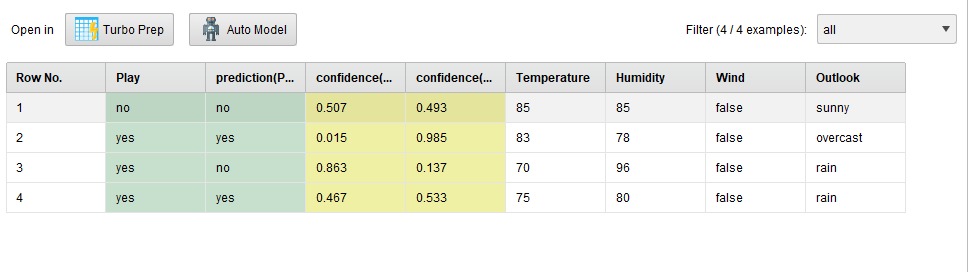 Open in Turbo Prep Auto Model Filter (4 / 4 examples): all
Row No. Play prediction(P... confidence(... confidence(... Temperature Humidity Wind Outlook
1 no no 0.507 0.493 85 85 false sunny
2 yes yes 0.015 0.985 83 78 false overcast
3 yes no 0.863 0.137 70 96 false rain
4 yes yes 0.467 0.533 75 80 false rain